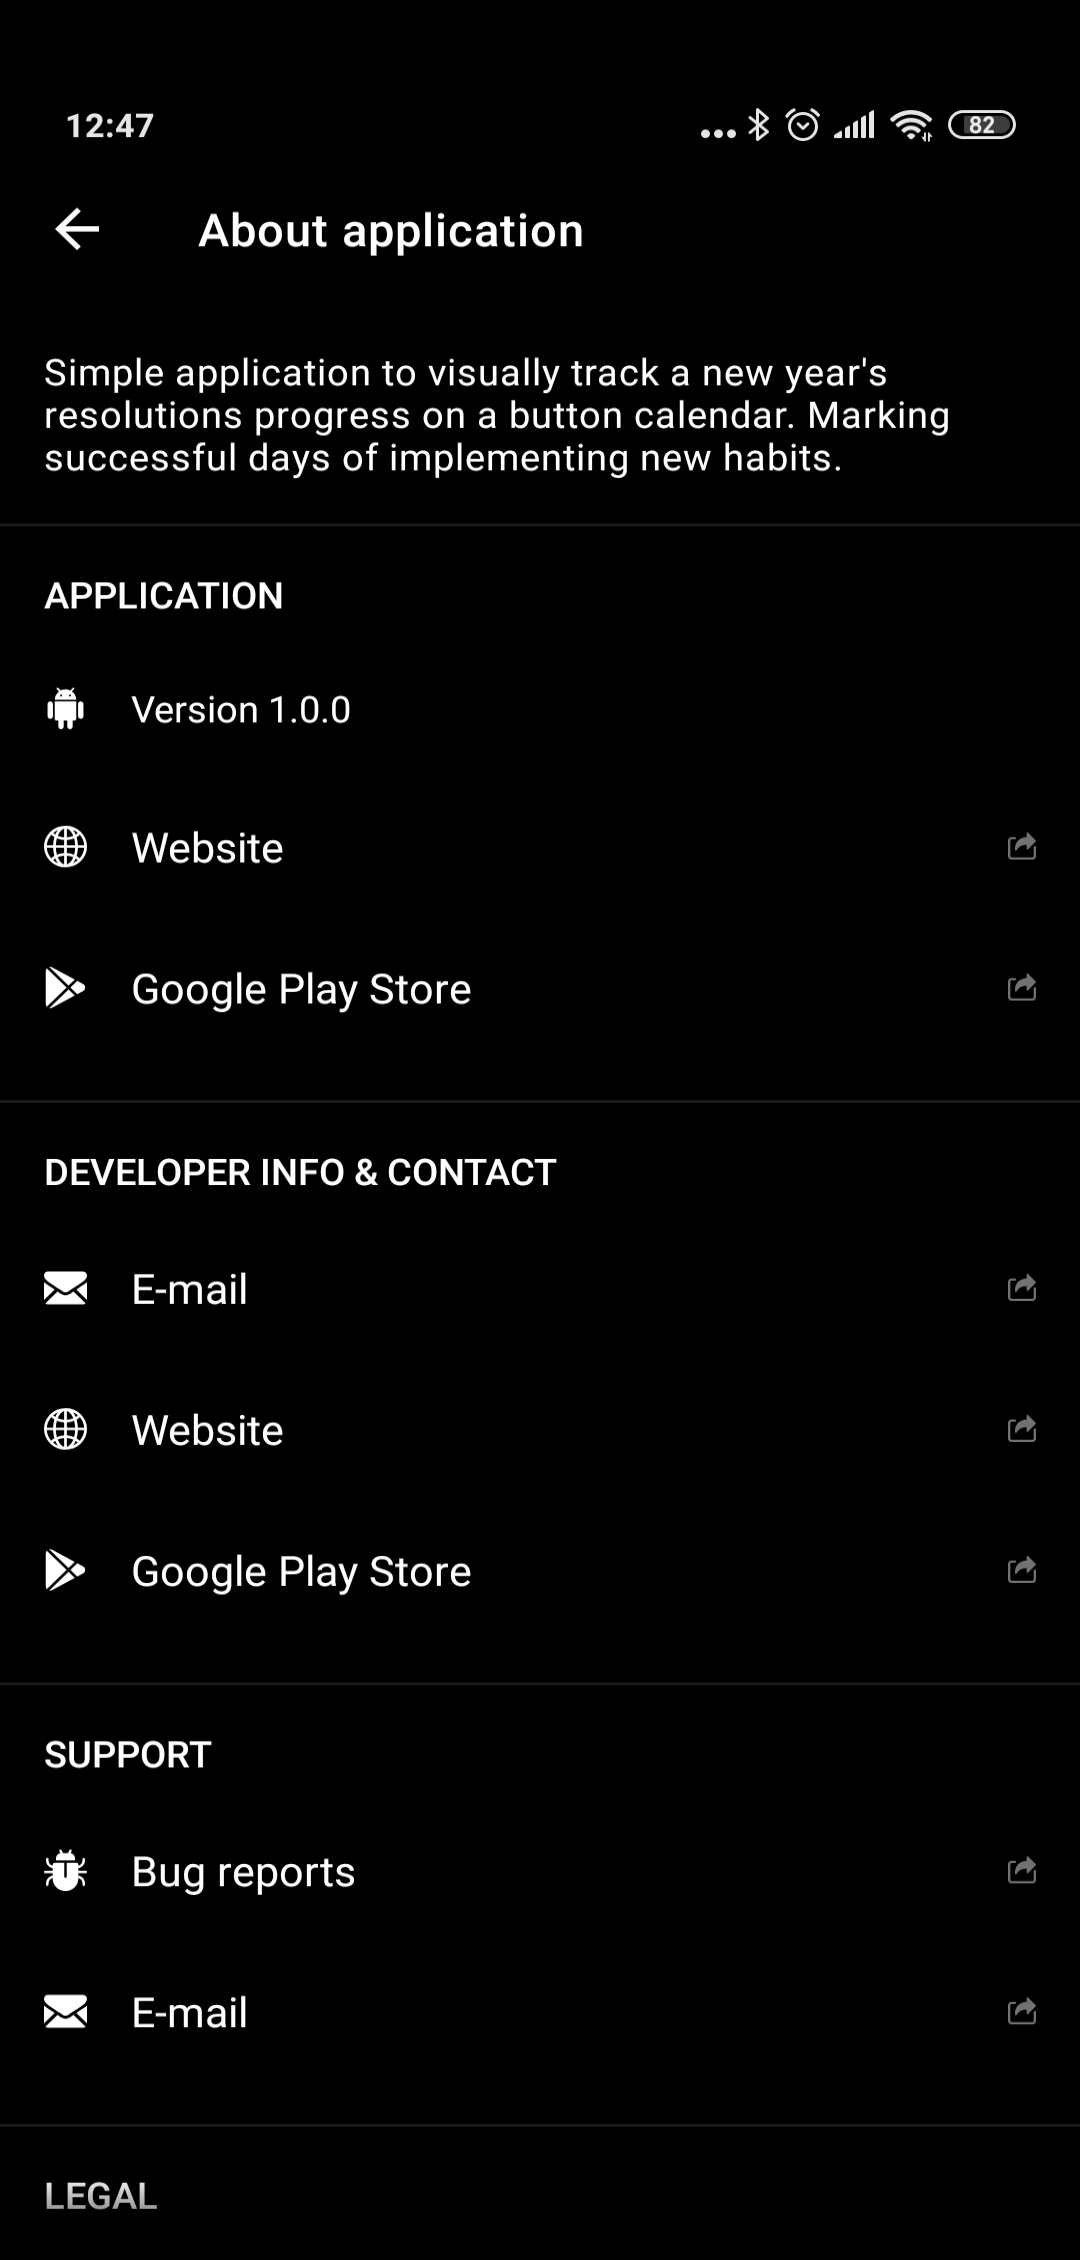 12:47
82
About application
Simple application to visually track a new year's
resolutions progress on a button calendar. Marking
successful days of implementing new habits.
APPLICATION
Version 1.0.0
Website
Google Play Store
DEVELOPER INFO & CONTACT
E-mail
Website
Google Play Store
SUPPORT
Bug reports
E-mail
LEGAL